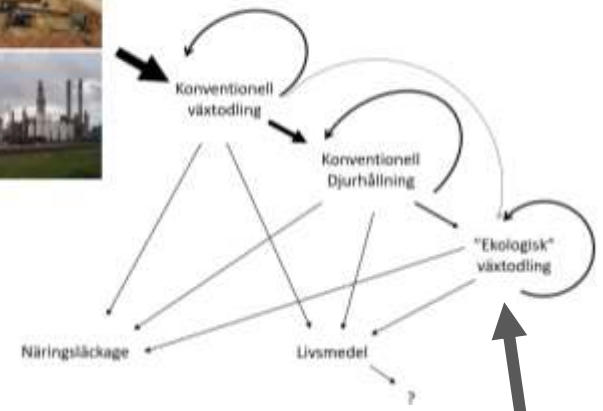 Konventionell
växtodling
Konventionell
Djurhållning
"Ekologisk"
växtodling
Näringsläckage
Livsmedel
?